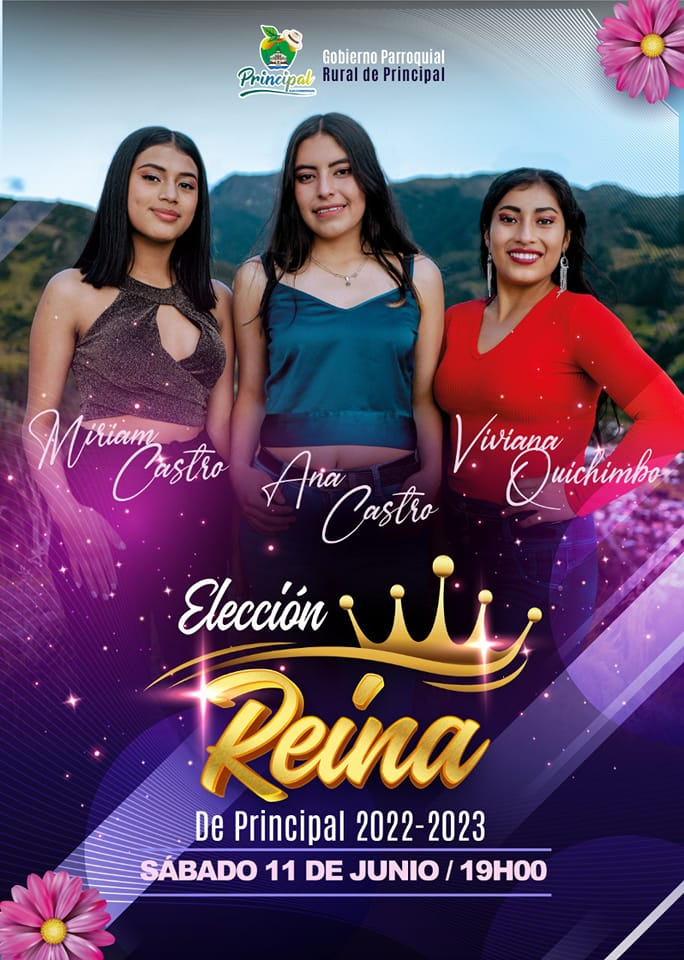 Principal
Gobierno Parroquial
Rural de Principal
Miriam
Castro
Ana
Castro
Viviana
Quichimbo
Elección
Reina
De Principal 2022-2023
SÁBADO 11 DE JUNIO / 19H00